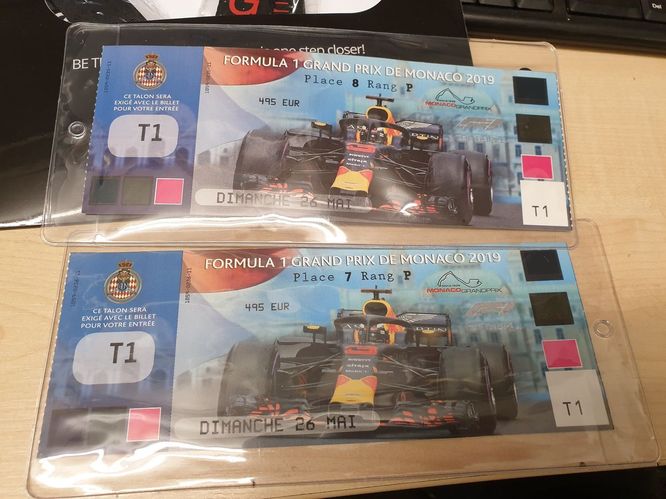 G
one step closer!
BE TH
Del
FORMULA 1 GRAND PRIX DE MONACO 2019
Place 8 Rang P
495 EUR
MONACOGRANDPRIX
CE TALON SERA
EXIGÉ AVEC LE BILLET
POUR VOTRE ENTRÉE
T1
DIMANCHE 26 MAI
T1
FORMULA 1 GRAND PRIX DE MONACO 2019
Place 7 Rang P
495 EUR
MONACOGRANDPRIX
CE TALON SERA
EXIGÉ AVEC LE BILLET
POUR VOTRE ENTRÉE
T1
DIMANCHE 26 MAI
T1